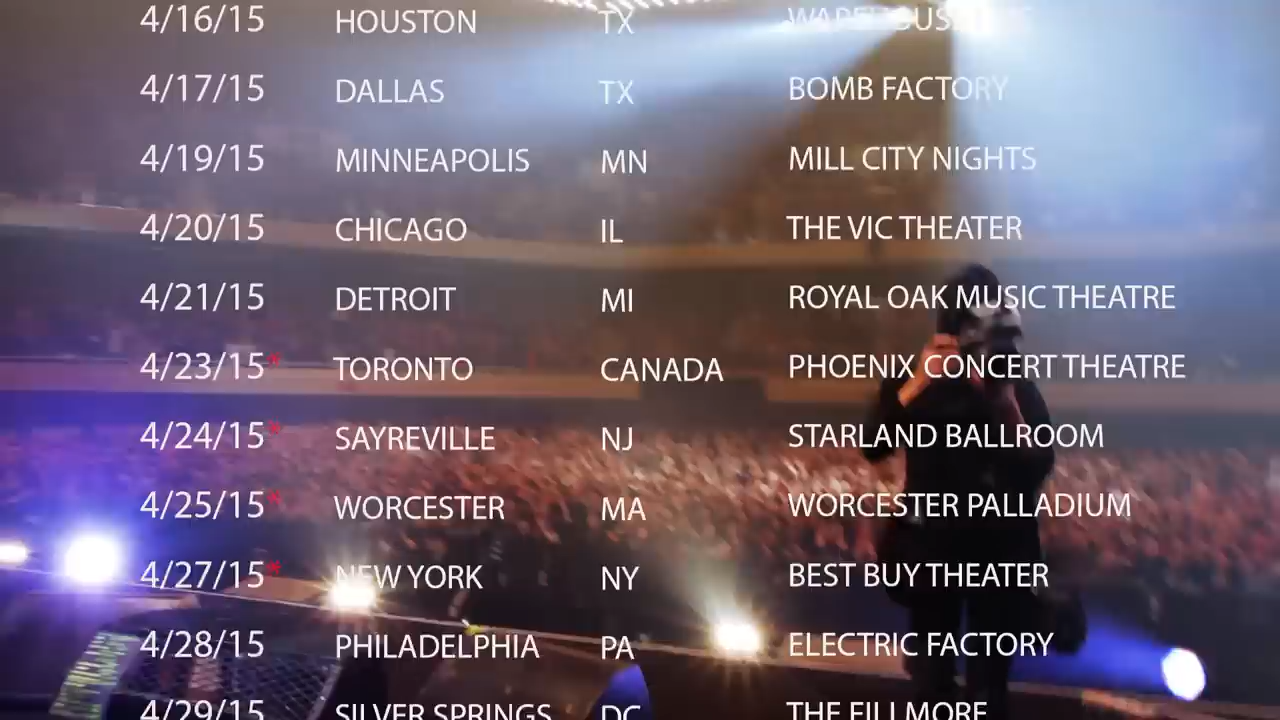 4/16/15 HOUSTON TX WAREHOUSE
4/17/15 DALLAS TX BOMB FACTORY
4/19/15 MINNEAPOLIS MN MILL CITY NIGHTS
4/20/15 CHICAGO IL THE VIC THEATER
4/21/15 DETROIT MI ROYAL OAK MUSIC THEATRE
4/23/15* TORONTO CANADA PHOENIX CONCERT THEATRE
4/24/15* SAYREVILLE NJ STARLAND BALLROOM
4/25/15* WORCESTER MA WORCESTER PALLADIUM
4/27/15* NEW YORK NY BEST BUY THEATER
4/28/15 PHILADELPHIA PA ELECTRIC FACTORY
4/29/15 SILVER SPRINGS DC THE FILLMORE